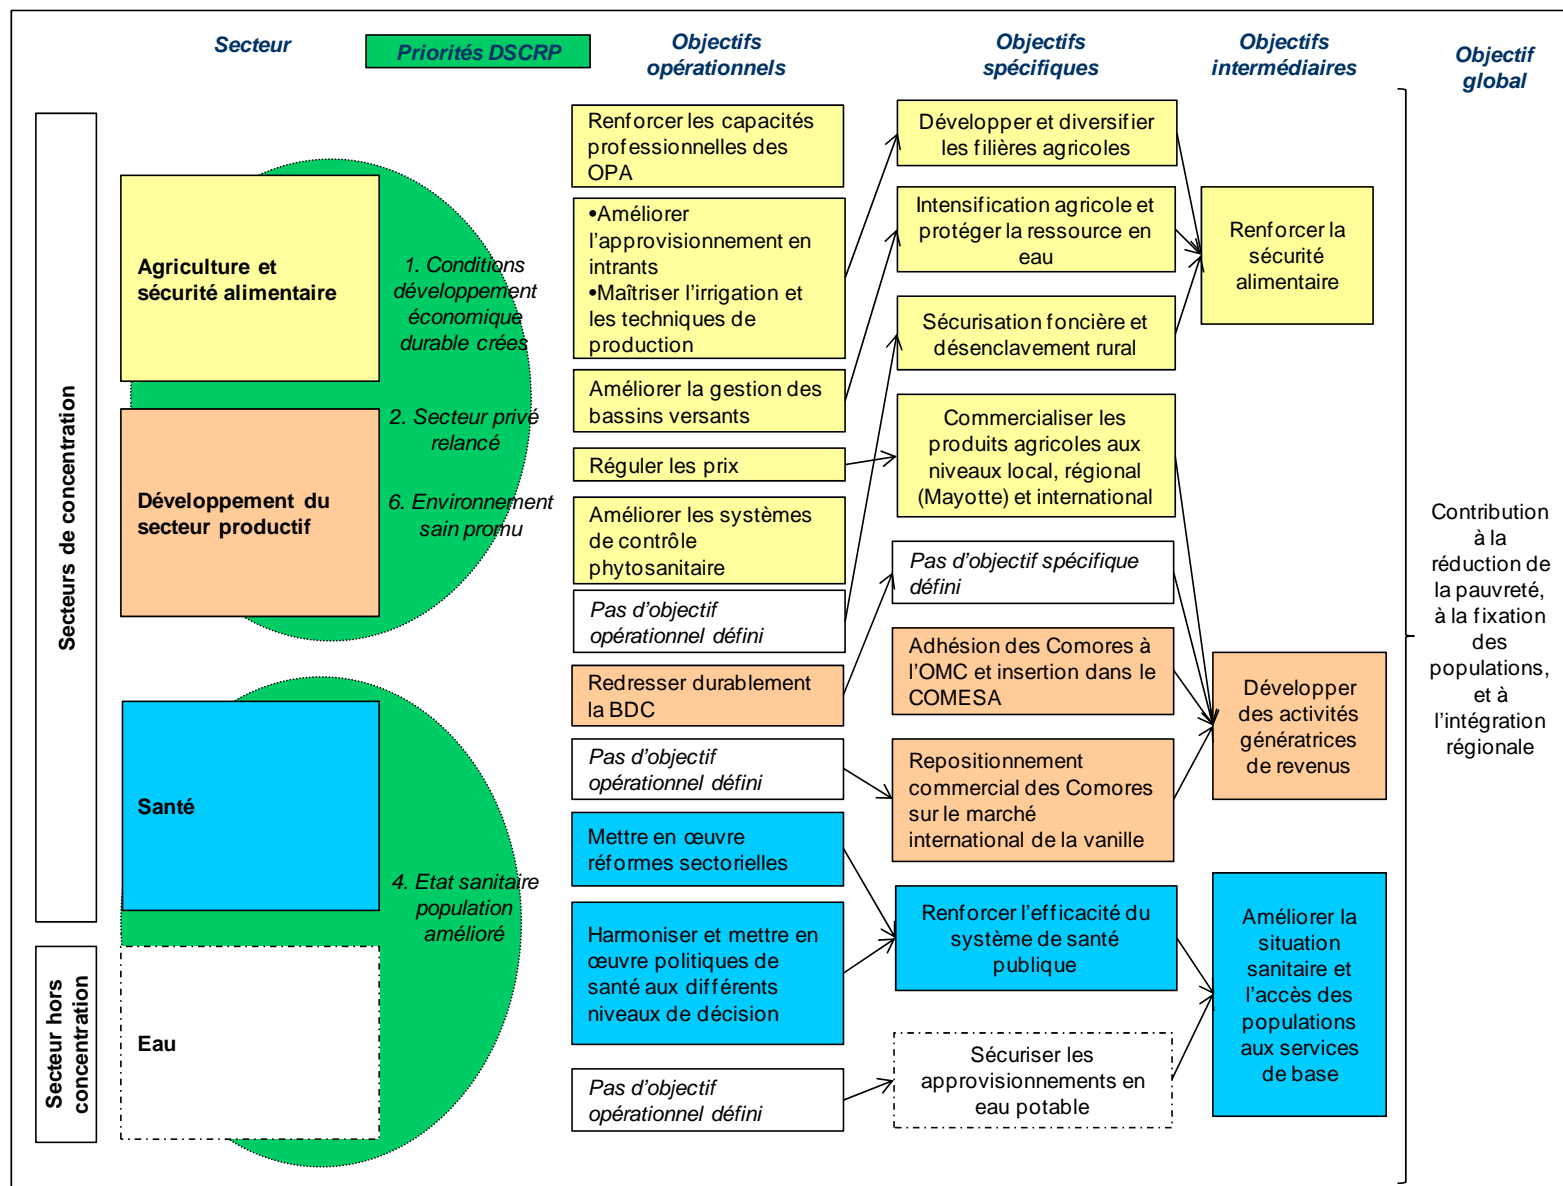 Secteur
Priorités DSCRP
Objectifs
opérationnels
Objectifs
spécifiques
Objectifs
intermédiaires
Objectif
global
Secteurs de concentration
Secteur hors
concentration
Agriculture et
sécurité alimentaire
Développement du
secteur productif
Santé
Eau
1. Conditions
développement
économique
durable crées
2. Secteur privé
relancé
6. Environnement
sain promu
4. Etat sanitaire
population
amélioré
Renforcer les capacités
professionnelles des
OPA
•Améliorer
l’approvisionnement en
intrants
•Maîtriser l’irrigation et
les techniques de
production
Améliorer la gestion des
bassins versants
Réguler les prix
Améliorer les systèmes
de contrôle
phytosanitaire
Pas d’objectif
opérationnel défini
Redresser durablement
la BDC
Pas d’objectif
opérationnel défini
Mettre en œuvre
réformes sectorielles
Harmoniser et mettre en
œuvre politiques de
santé aux différents
niveaux de décision
Pas d’objectif
opérationnel défini
Développer et diversifier
les filières agricoles
Intensification agricole et
protéger la ressource en
eau
Sécurisation foncière et
désenclavement rural
Commercialiser les
produits agricoles aux
niveaux local, régional
(Mayotte) et international
Pas d’objectif spécifique
défini
Adhésion des Comores à
l’OMC et insertion dans le
COMESA
Repositionnement
commercial des Comores
sur le marché
international de la vanille
Renforcer l’efficacité du
système de santé
publique
Sécuriser les
approvisionnements en
eau potable
Renforcer la
sécurité
alimentaire
Développer
des activités
génératrices
de revenus
Améliorer la
situation
sanitaire et
l’accès des
populations
aux services
de base
Contribution
à la
réduction de
la pauvreté,
à la fixation
des
populations,
et à
l’intégration
régionale